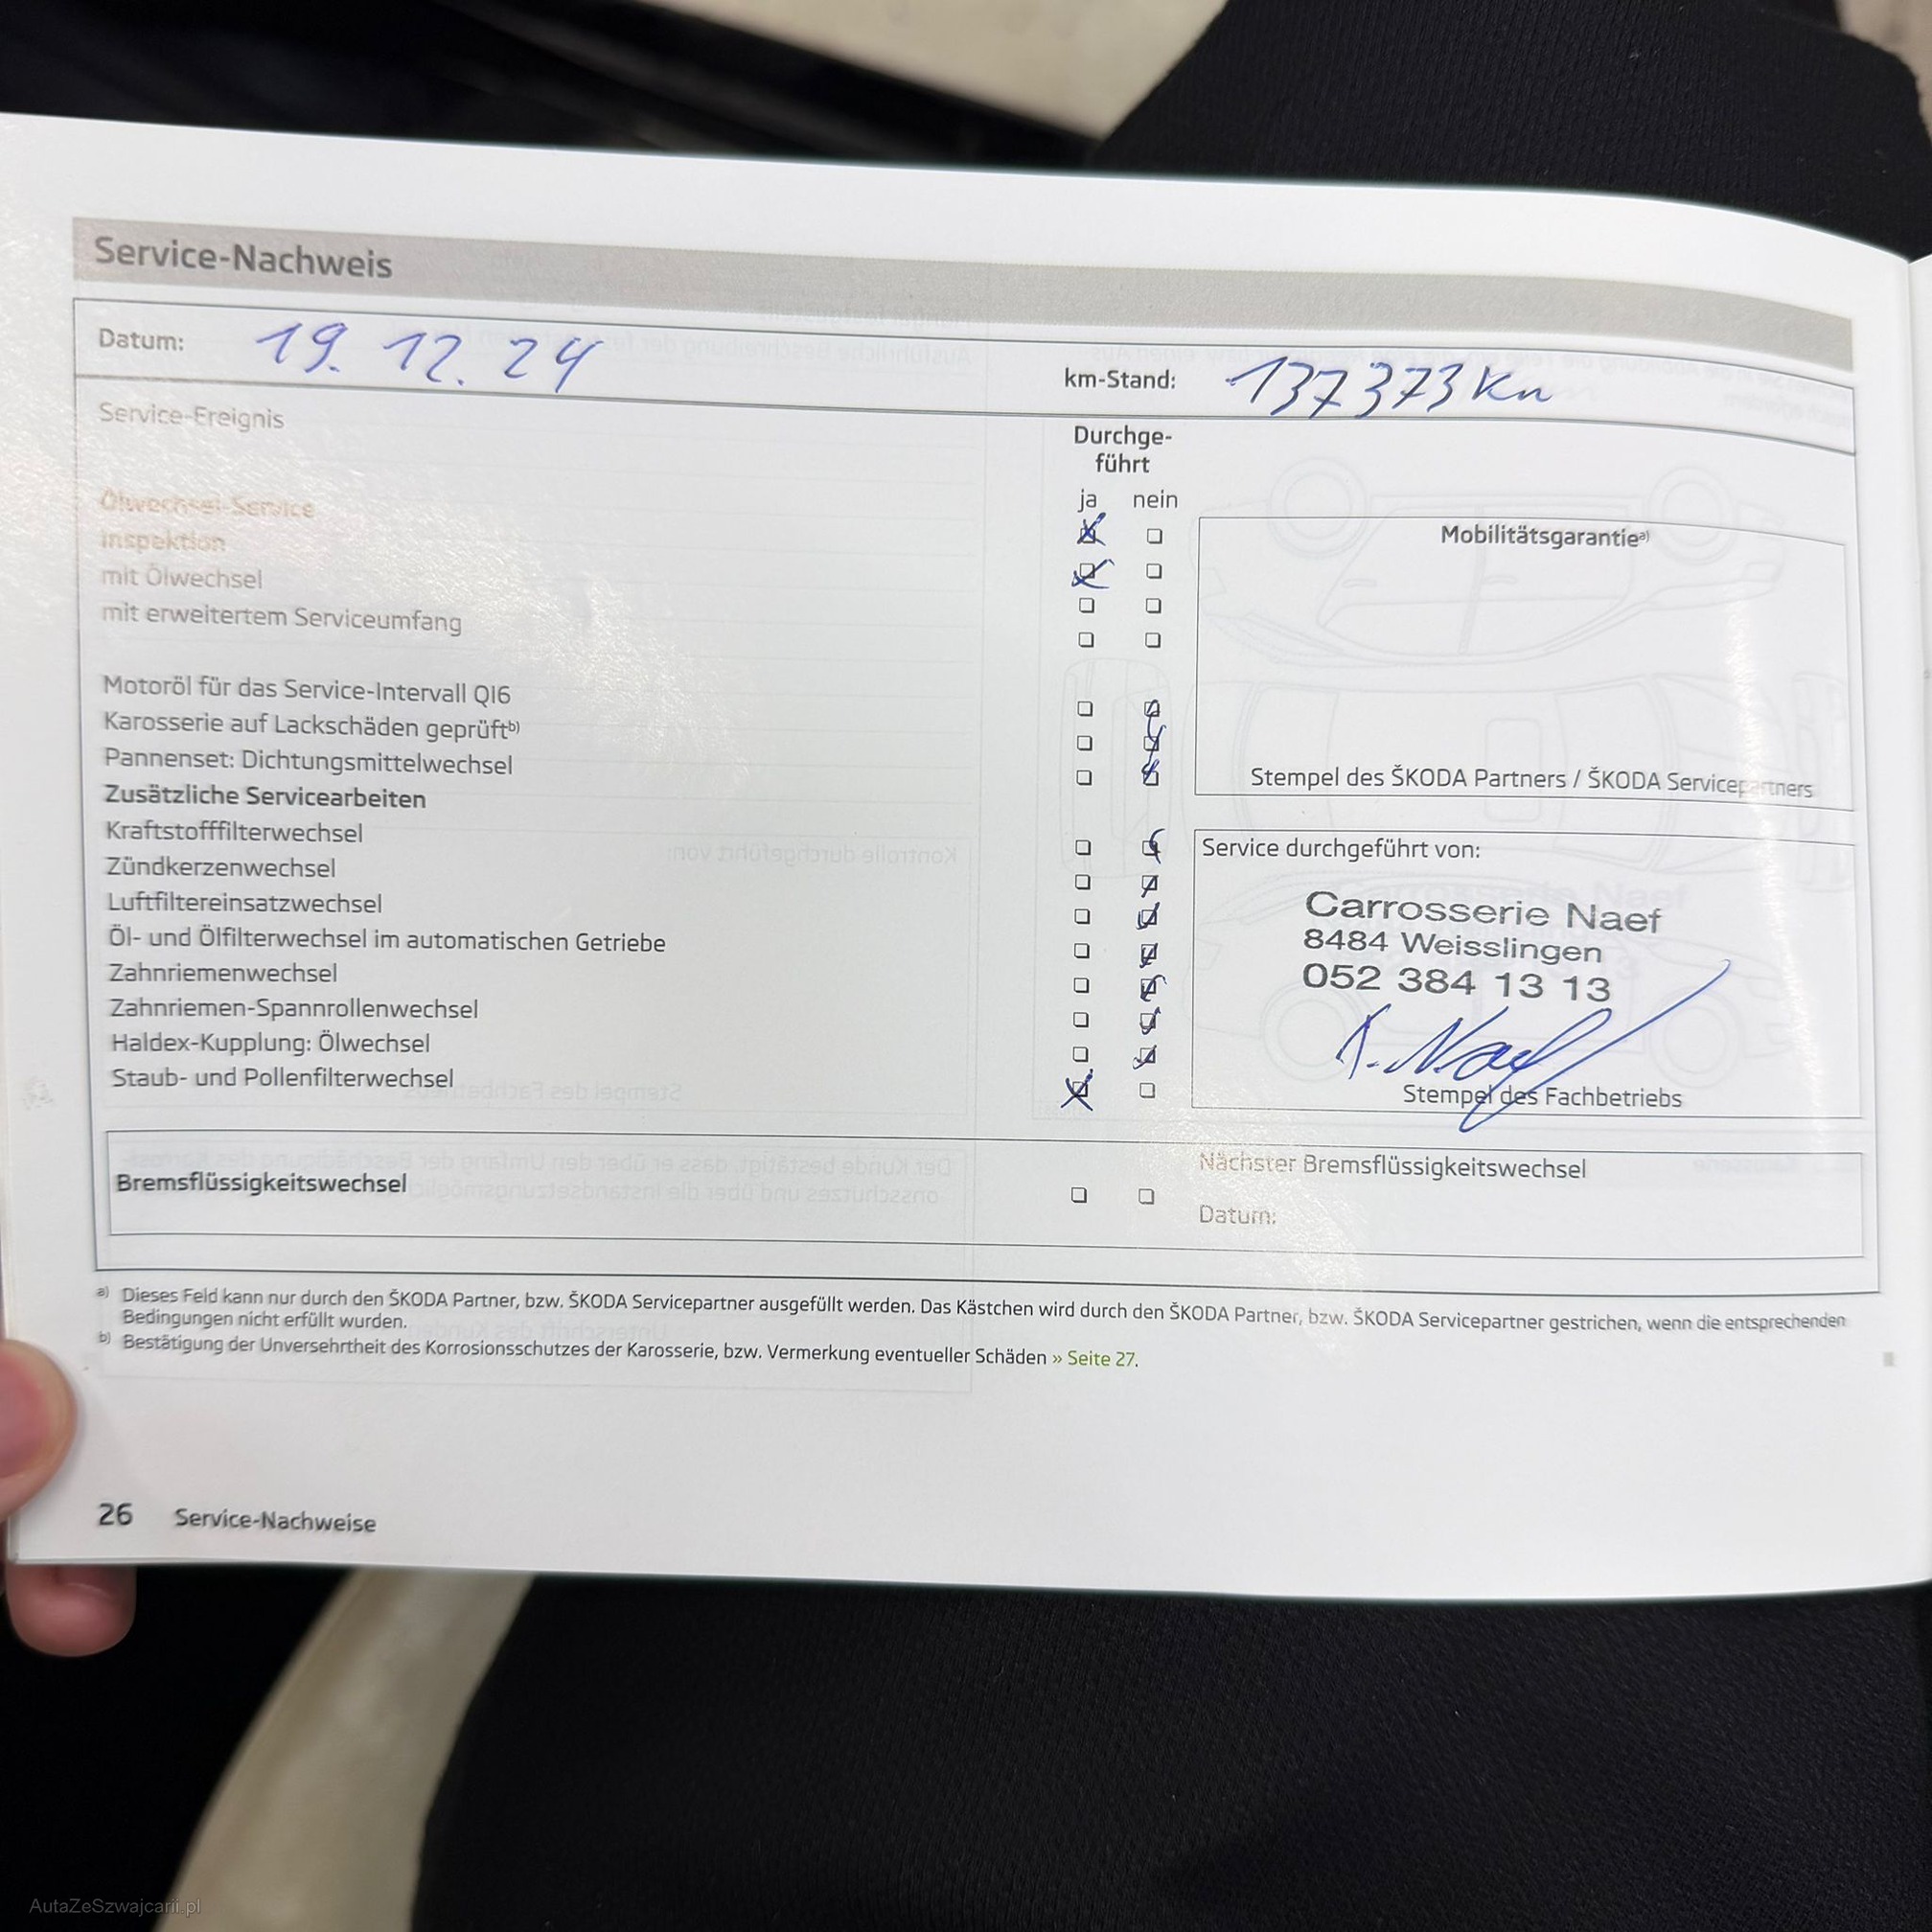 Service-Nachweis
Datum: 19. 12. 24
km-Stand: 137373 Km
Service-Ereignis
Durchge-
führt
ja nein
Ölwechsel-Service
Inspektion
mit Ölwechsel
mit erweitertem Serviceumfang
Motoröl für das Service-Intervall QI6
Karosserie auf Lackschäden geprüftb)
Pannenset: Dichtungsmittelwechsel
Zusätzliche Servicearbeiten
Kraftstofffilterwechsel
Zündkerzenwechsel
Luftfiltereinsatzwechsel
Öl- und Ölfilterwechsel im automatischen Getriebe
Zahnriemenwechsel
Zahnriemen-Spannrollenwechsel
Haldex-Kupplung: Ölwechsel
Staub- und Pollenfilterwechsel
Mobilitätsgarantiea)
Stempel des ŠKODA Partners / ŠKODA Servicepartners
Service durchgeführt von:
Carrosserie Naef
8484 Weisslingen
052 384 13 13
Naef
Stempel des Fachbetriebs
Bremsflüssigkeitswechsel
Nächster Bremsflüssigkeitswechsel
Datum:
a) Dieses Feld kann nur durch den ŠKODA Partner, bzw. ŠKODA Servicepartner ausgefüllt werden. Das Kästchen wird durch den ŠKODA Partner, bzw. ŠKODA Servicepartner gestrichen, wenn die entsprechenden
Bedingungen nicht erfüllt wurden.
b) Bestätigung der Unversehrtheit des Korrosionsschutzes der Karosserie, bzw. Vermerkung eventueller Schäden » Seite 27.
26 Service-Nachweise
AutaZeSzwajcarii.pl